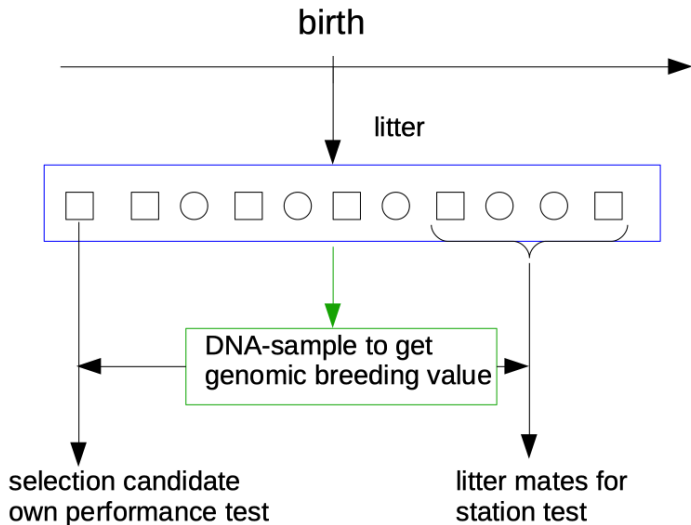 birth
litter
DNA-sample to get
genomic breeding value
selection candidate
own performance test
litter mates for
station test